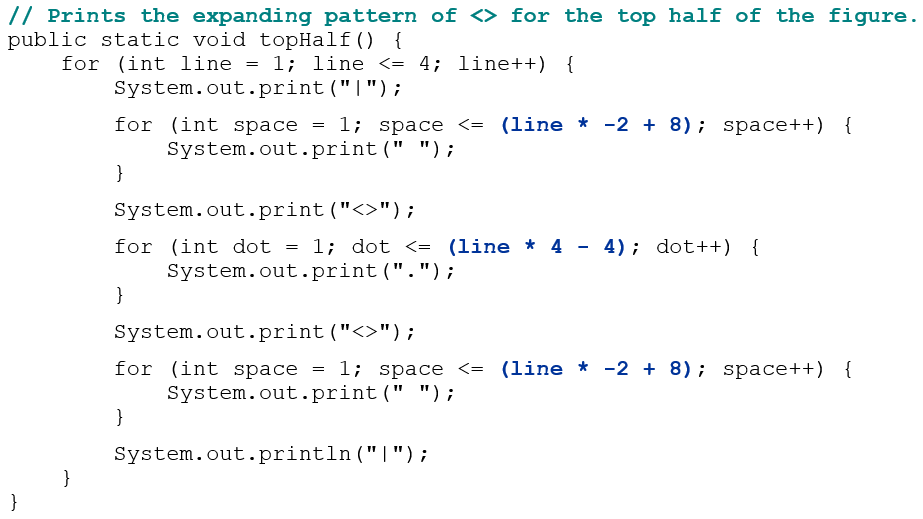 // Prints the expanding pattern of <> for the top half of the figure.
public static void topHalf() {
    for (int line = 1; line <= 4; line++) {
        System.out.print("|");
        for (int space = 1; space <= (line * -2 + 8); space++) {
            System.out.print(" ");
        }
        System.out.print("<>");
        for (int dot = 1; dot <= (line * 4 - 4); dot++) {
            System.out.print(".");
        }
        System.out.print("<>");
        for (int space = 1; space <= (line * -2 + 8); space++) {
            System.out.print(" ");
        }
        System.out.println("|");
    }
}